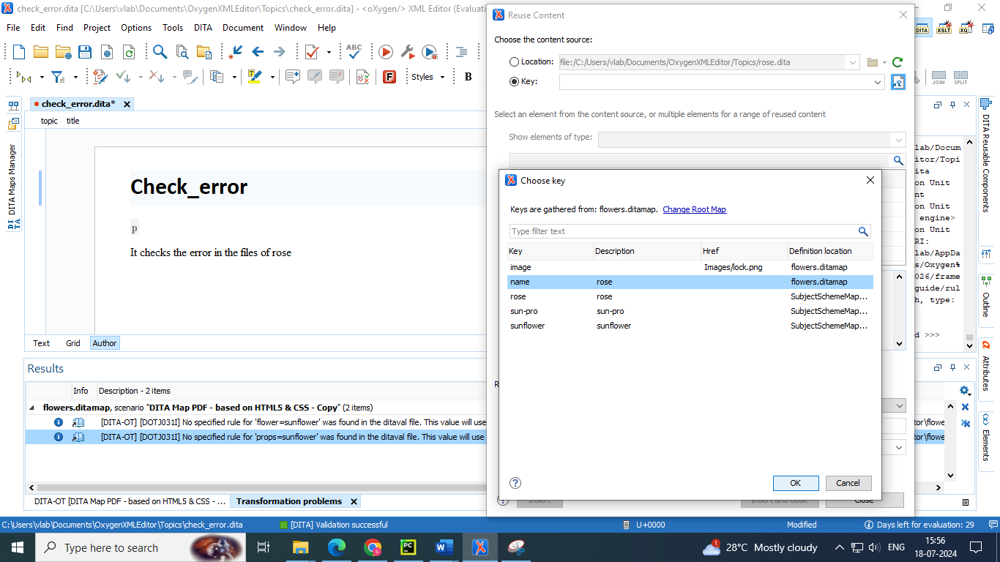 check_error.dita [C:\Users\vlab\Documents\OxygenXMLEditor\Topics\check_error.dita] - <oXygen/> XML Editor (Evaluati
File Edit Find Project Options Tools DITA Document Window Help
DITA XSLT XQ
Styles B
JOIN SPLIT
check_error.dita*
topic title
DITA Maps Manager
Check_error
p
It checks the error in the files of rose
Text Grid Author
Results
Info Description - 2 items
flowers.ditamap, scenario "DITA Map PDF - based on HTML5 & CSS - Copy" (2 items)
[DITA-OT] [DOTJ031I] No specified rule for 'flower=sunflower' was found in the ditaval file. This value will use
tor\flowe
[DITA-OT] [DOTJ031I] No specified rule for 'props=sunflower' was found in the ditaval file. This value will use
tor\flowe
DITA-OT [DITA Map PDF - based on HTML5 & CSS - ...
Transformation problems
Reuse Content
Choose the content source:
Location: file:/C:/Users/vlab/Documents/OxygenXMLEditor/Topics/rose.dita
Key:
Select an element from the content source, or multiple elements for a range of reused content
Show elements of type:
Choose key
Keys are gathered from: flowers.ditamap. Change Root Map
Type filter text
Key Description Href Definition location
image Images/lock.png flowers.ditamap
name rose flowers.ditamap
rose rose SubjectSchemeMap...
sun-pro sun-pro SubjectSchemeMap...
sunflower sunflower SubjectSchemeMap...
OK Cancel
Insert Insert and close Close
lab/Docum
itor/Topi
ita
on Unit
nt
on Unit
engine>
on Unit
RI:
lab/AppDa
s/Oxygen%
026/frame
guide/rul
h, type:
d >>>
DITA Reusable Components
Outline
Attributes
Elements
C:\Users\vlab\Documents\OxygenXMLEditor\Topics\check_error.dita
[DITA] Validation successful
U+0000
Modified
Days left for evaluation: 29
Type here to search
28°C Mostly cloudy
ENG
15:56
18-07-2024